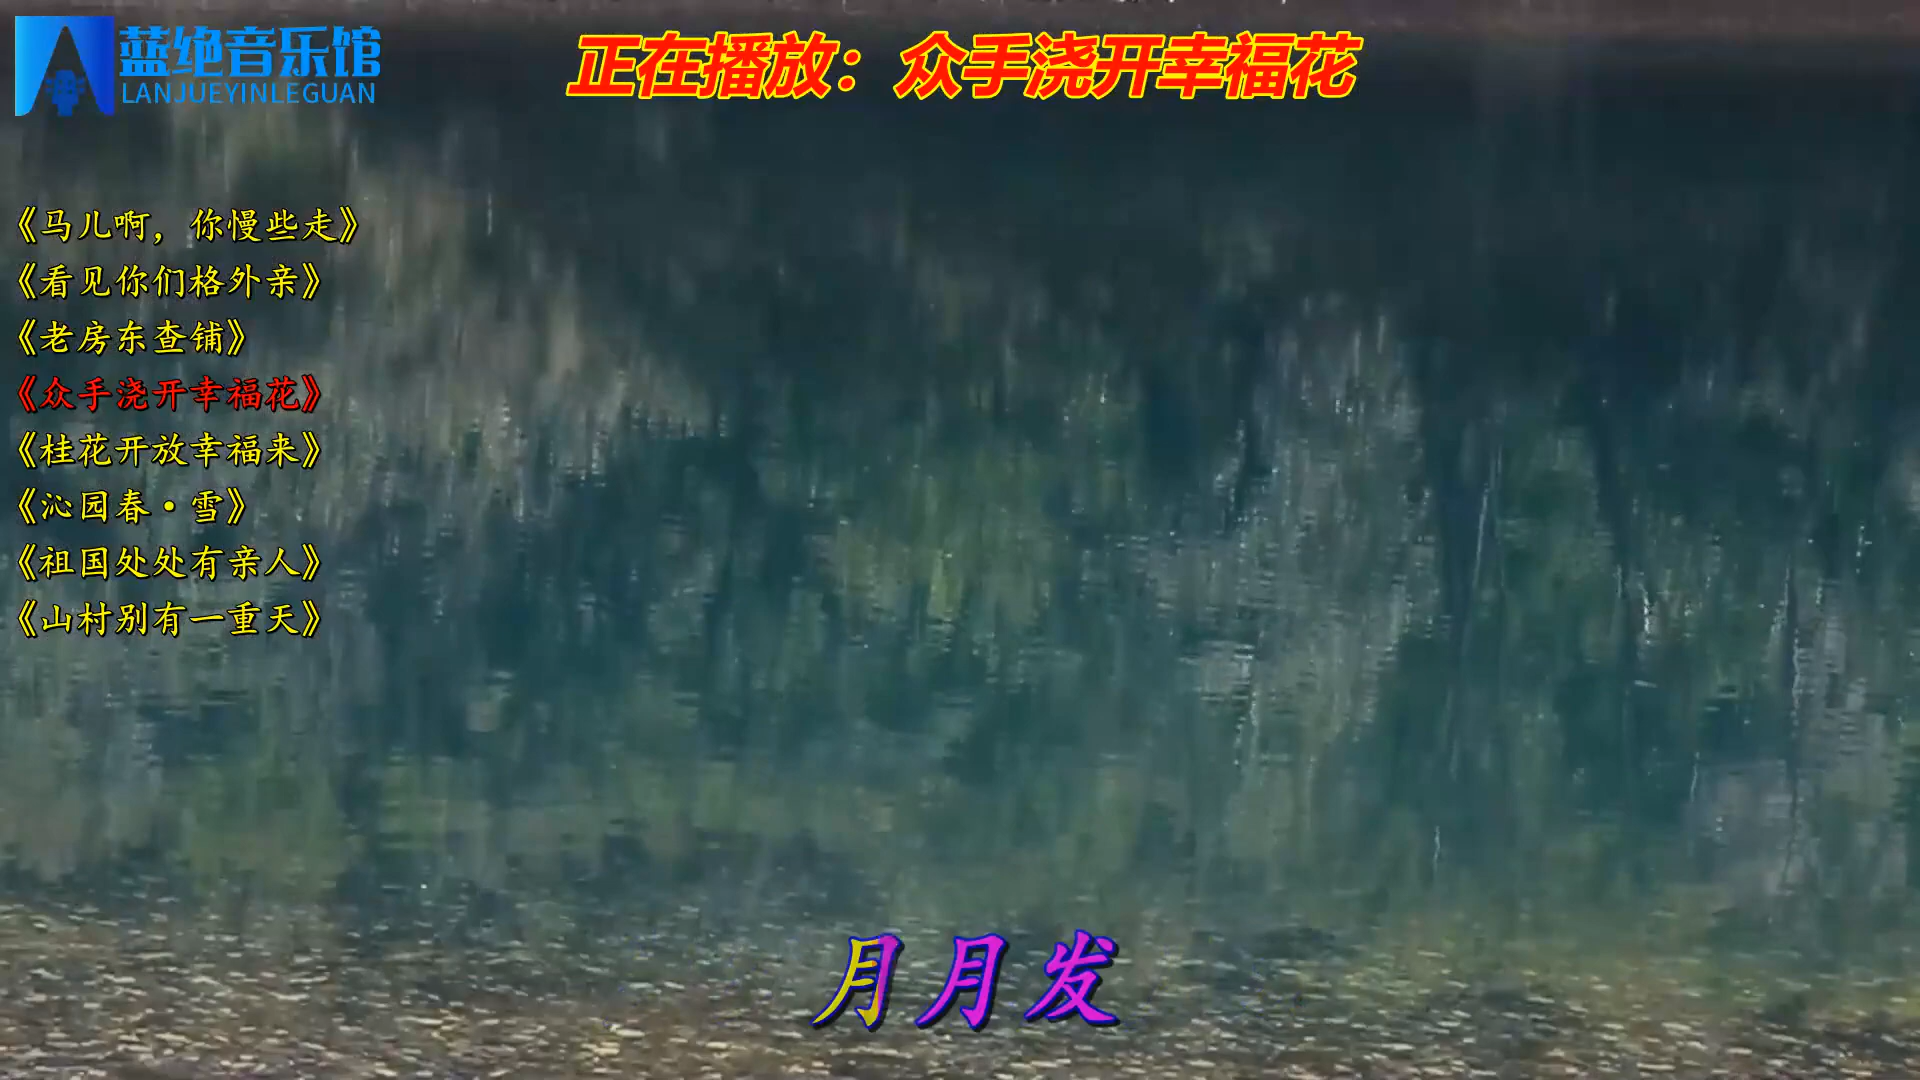 蓝绝音乐馆
LANJUEYINLEGUAN
正在播放：众手浇开幸福花
《马儿啊，你慢些走》
《看见你们格外亲》
《老房东查铺》
《众手浇开幸福花》
《桂花开放幸福来》
《沁园春·雪》
《祖国处处有亲人》
《山村别有一重天》
月月发